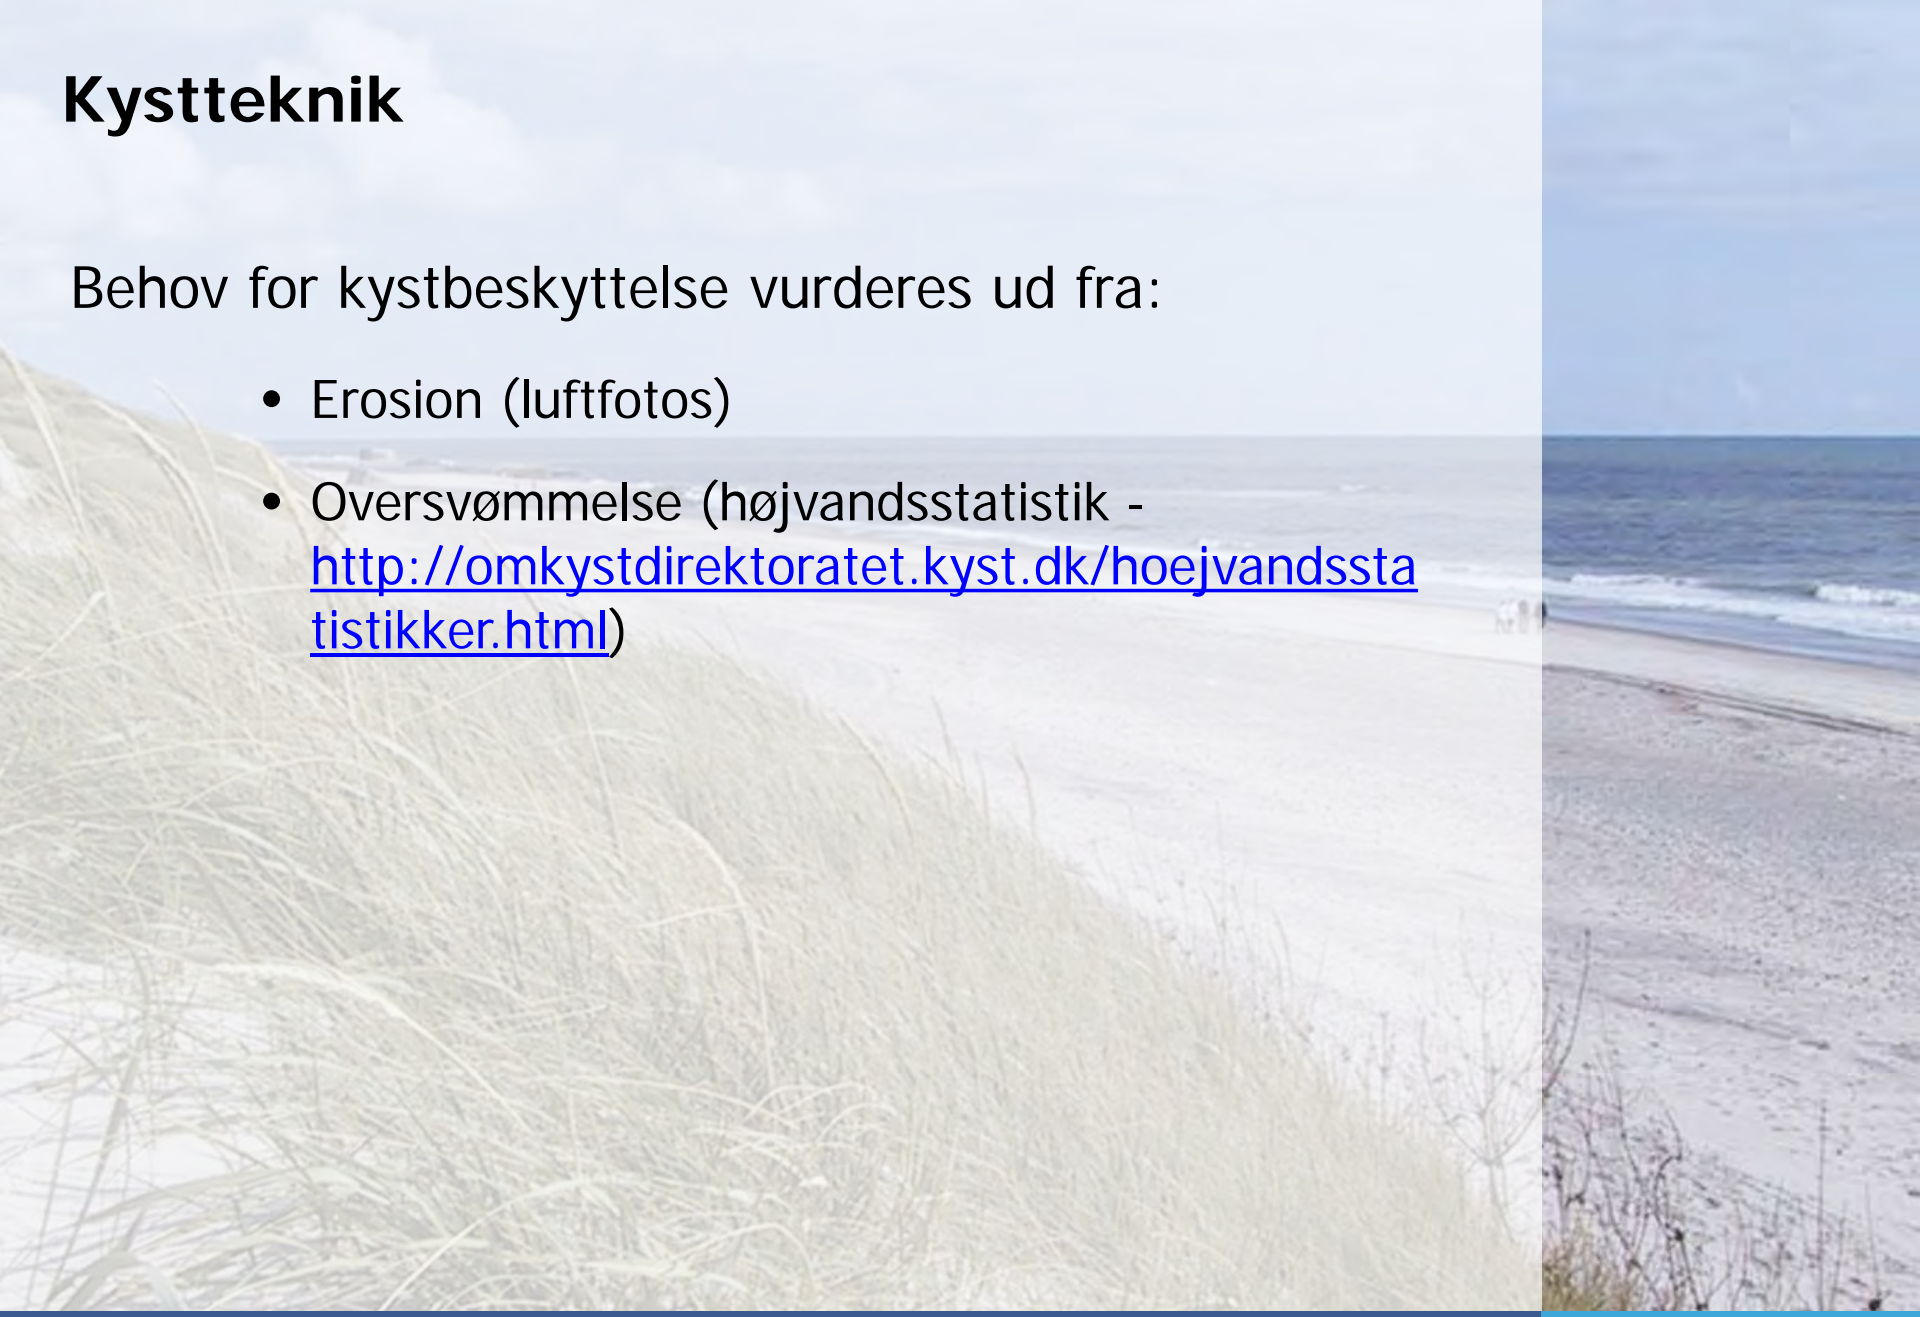 Kystteknik
Behov for kystbeskyttelse vurderes ud fra:
• Erosion (luftfotos)
• Oversvømmelse (højvandsstatistik -
http://omkystdirektoratet.kyst.dk/hoejvandssta
tistikker.html)